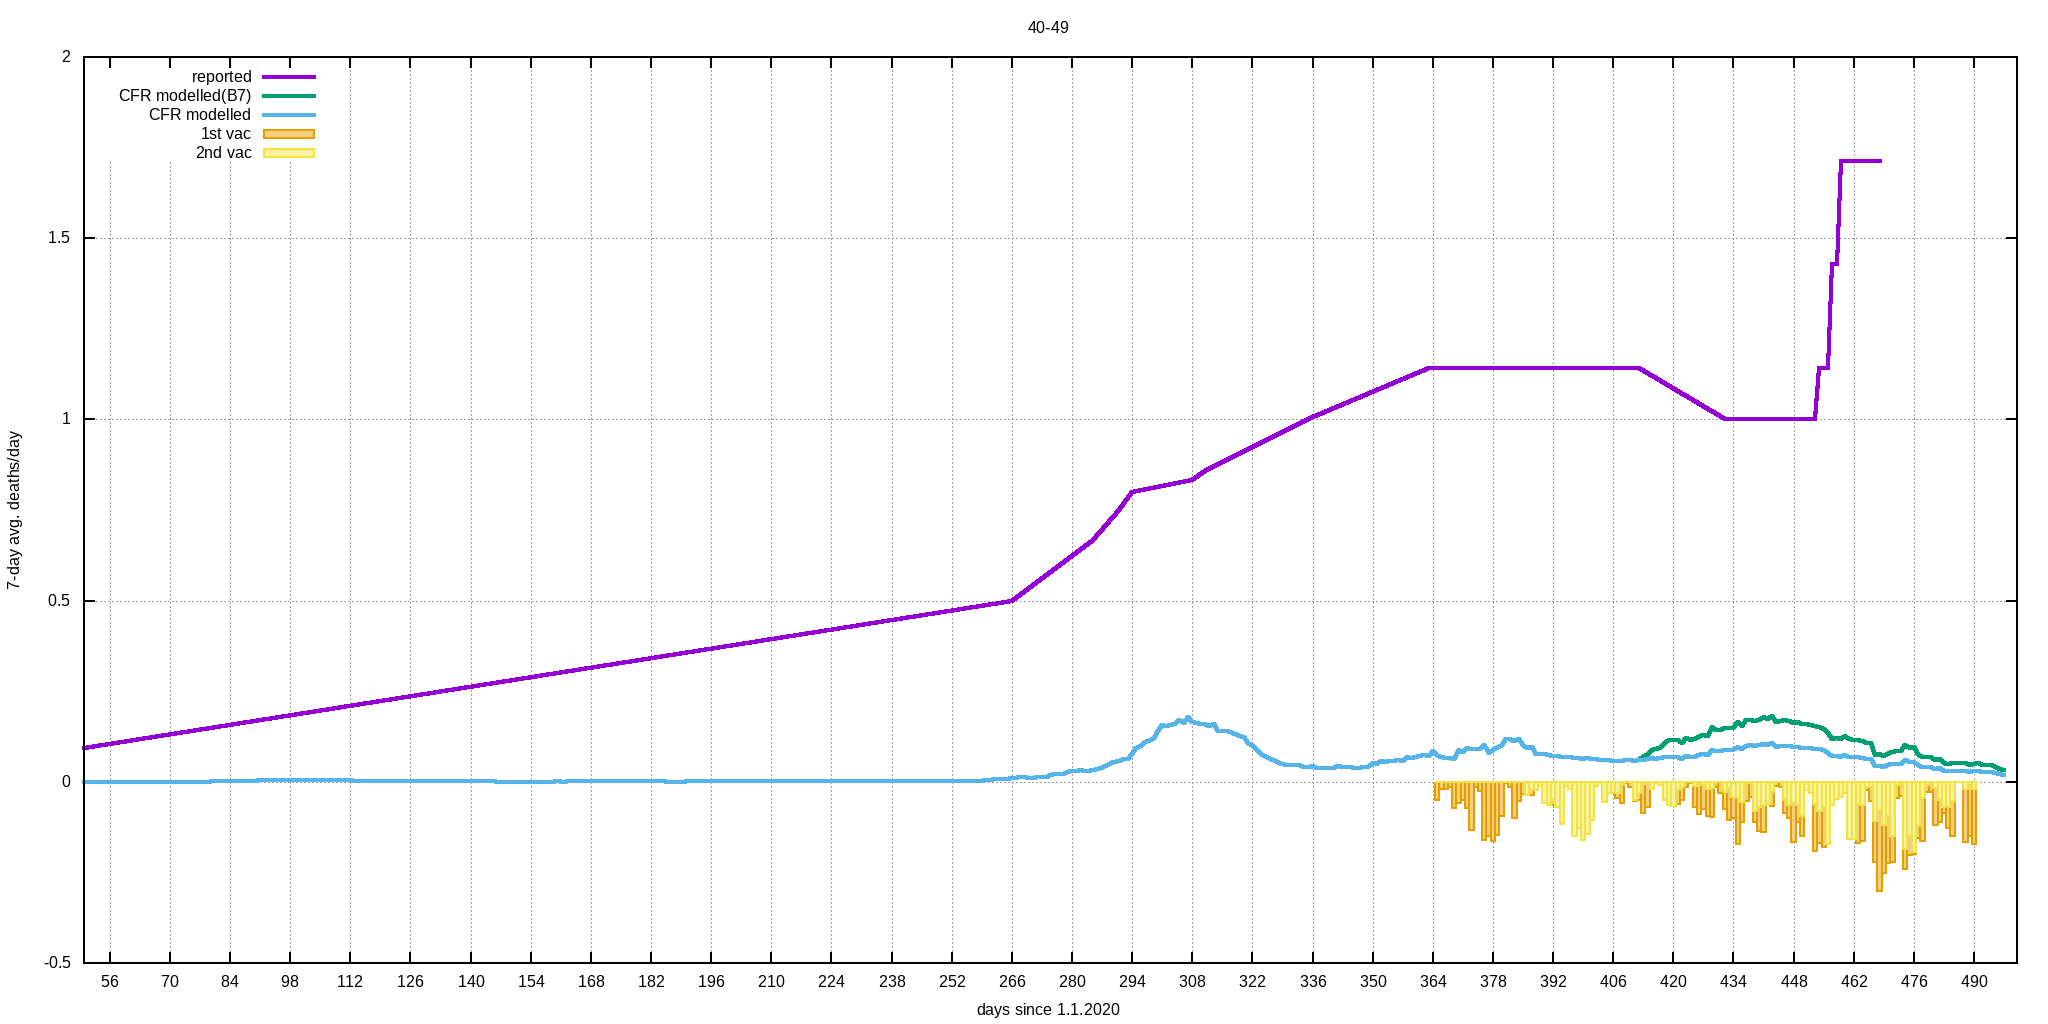 40-49
2
reported
CFR modelled(B7)
CFR modelled
1st vac
2nd vac
1.5
1
0.5
0
-0.5
7-day avg. deaths/day
56 70 84 98 112 126 140 154 168 182 196 210 224 238 252 266 280 294 308 322 336 350 364 378 392 406 420 434 448 462 476 490
days since 1.1.2020